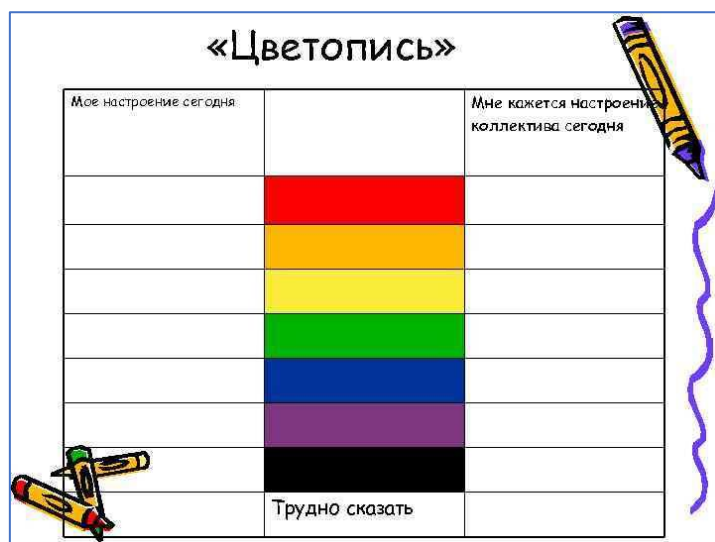 «Цветопись»
Мое настроение сегодня
Мне кажется настроение
коллектива сегодня
Трудно сказать